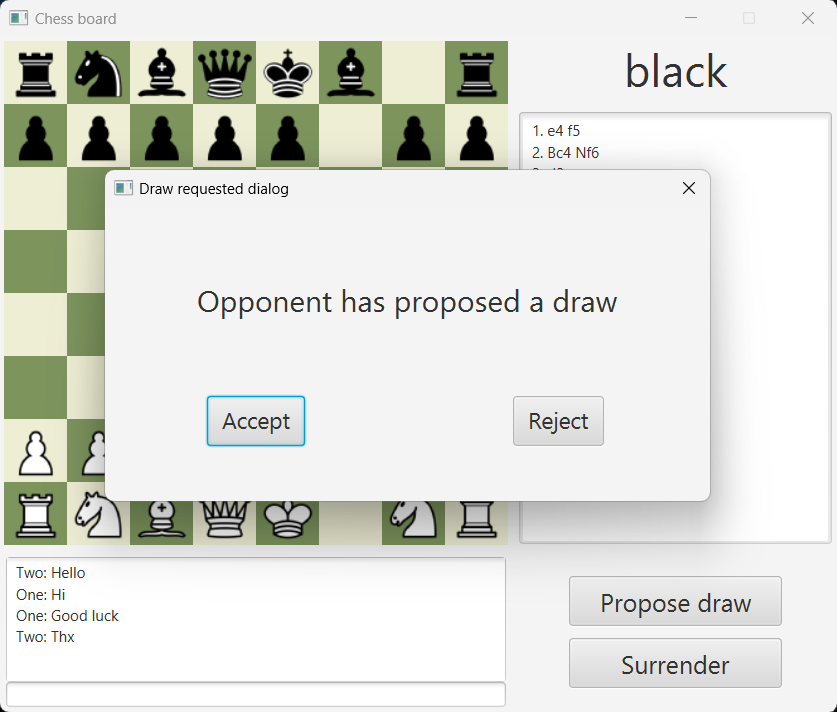 Chess board
black
1. e4 f5
2. Bc4 Nf6
Draw requested dialog
Opponent has proposed a draw
Accept
Reject
Two: Hello
One: Hi
One: Good luck
Two: Thx
Propose draw
Surrender